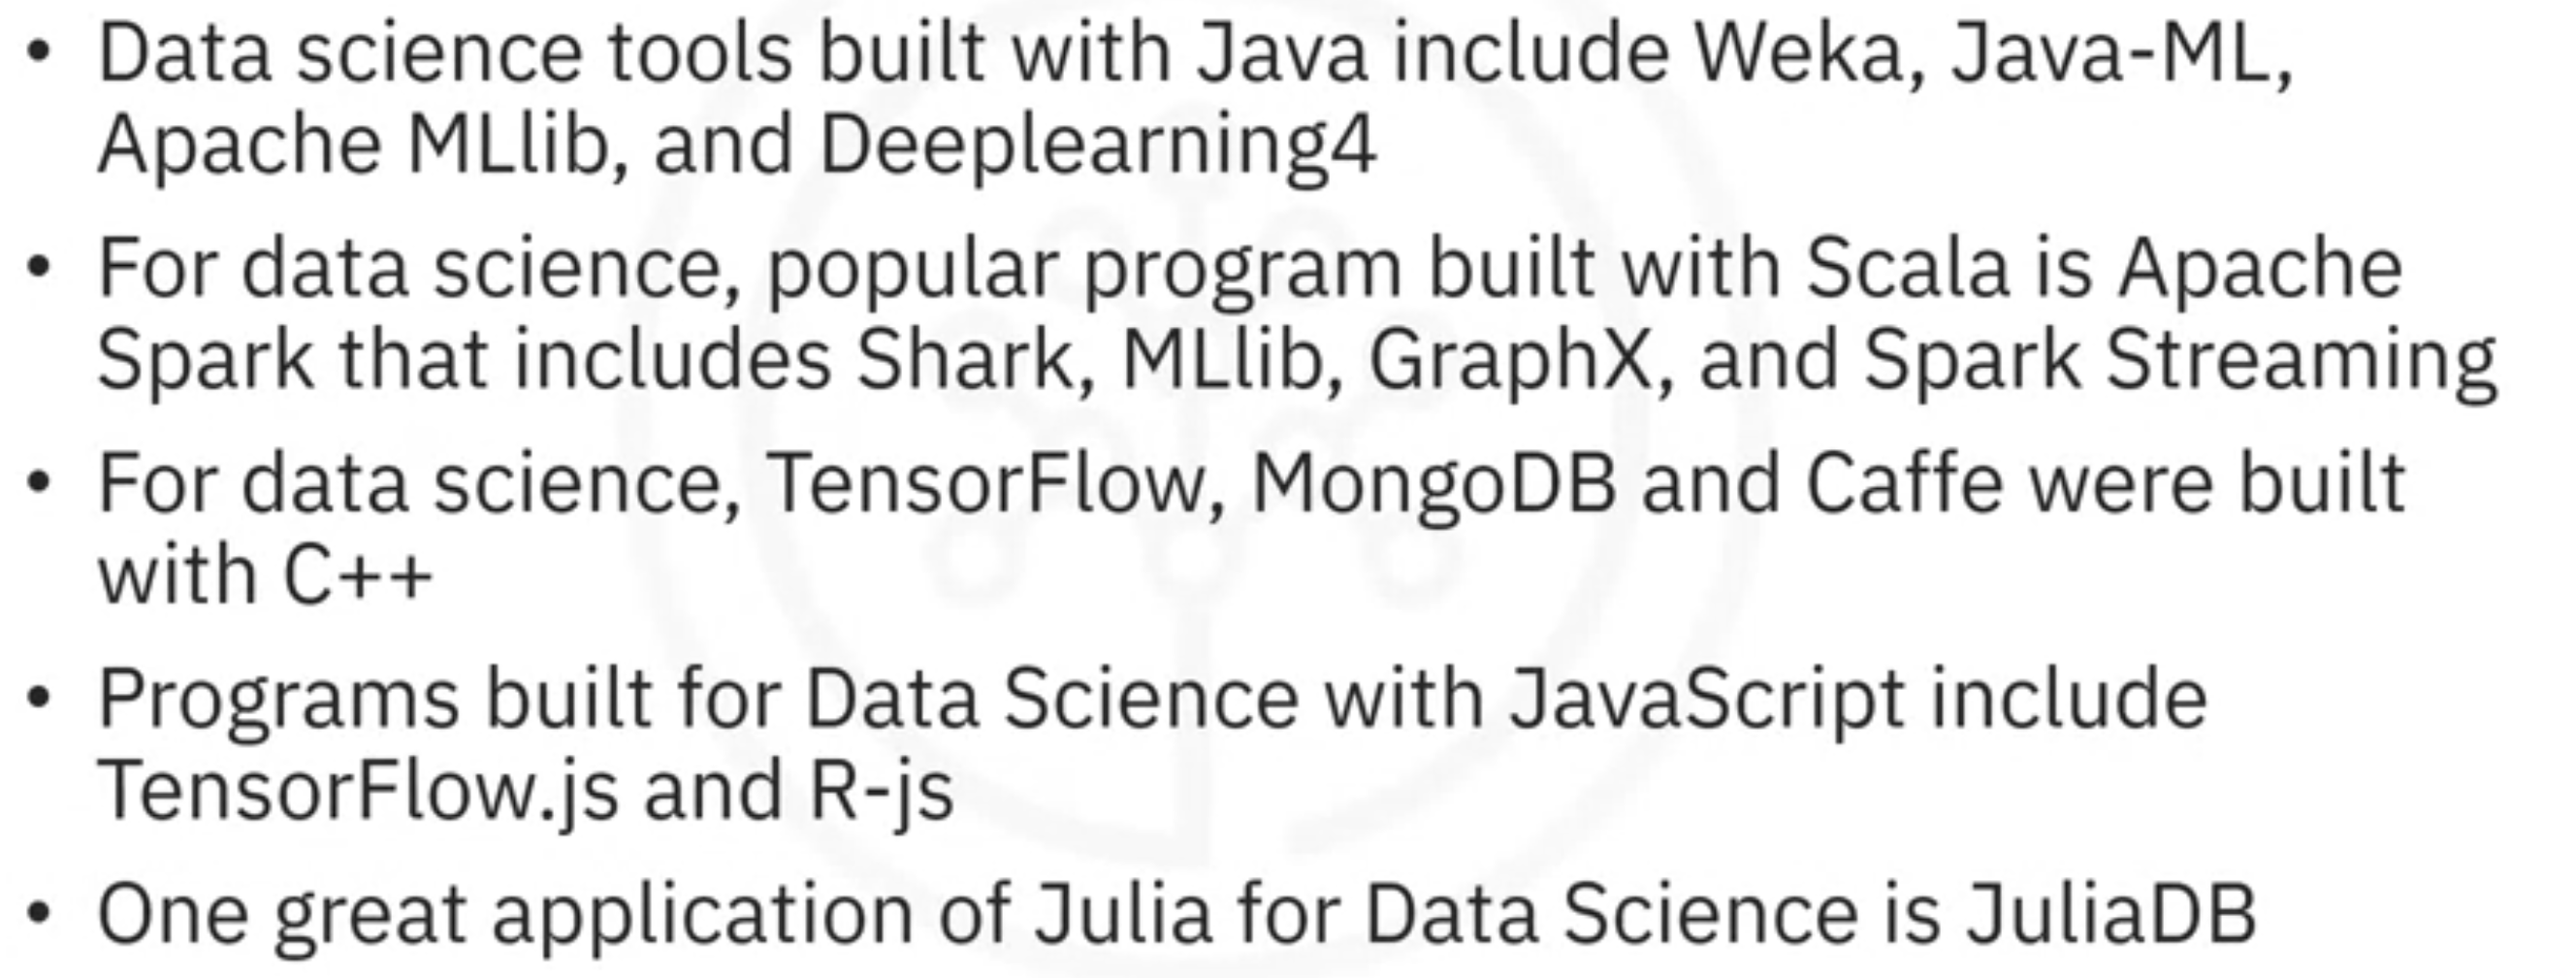 • Data science tools built with Java include Weka, Java-ML,
Apache MLlib, and Deeplearning4
• For data science, popular program built with Scala is Apache
Spark that includes Shark, MLlib, GraphX, and Spark Streaming
• For data science, TensorFlow, MongoDB and Caffe were built
with C++
• Programs built for Data Science with JavaScript include
TensorFlow.js and R-js
• One great application of Julia for Data Science is JuliaDB